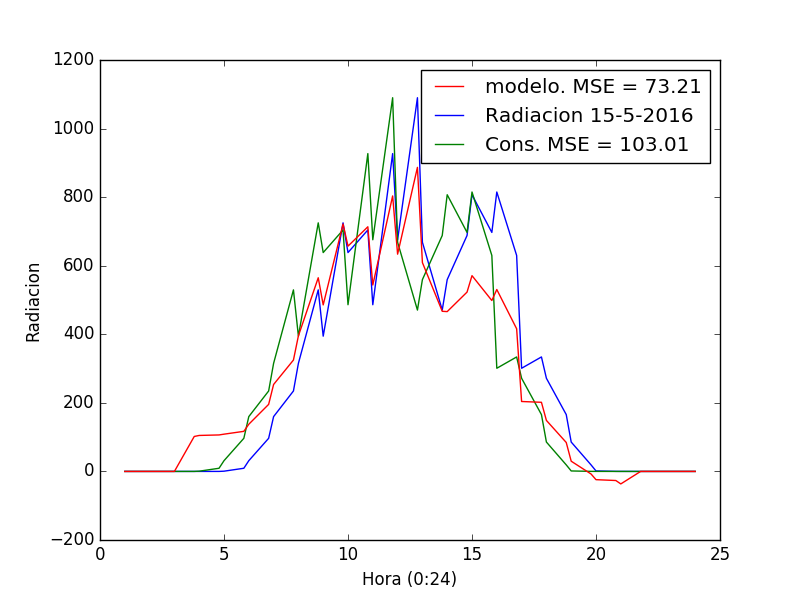 1200
1000
800
600
400
200
0
−200
Radiacion
modelo. MSE = 73.21
Radiacion 15-5-2016
Cons. MSE = 103.01
0 5 10 15 20 25
Hora (0:24)